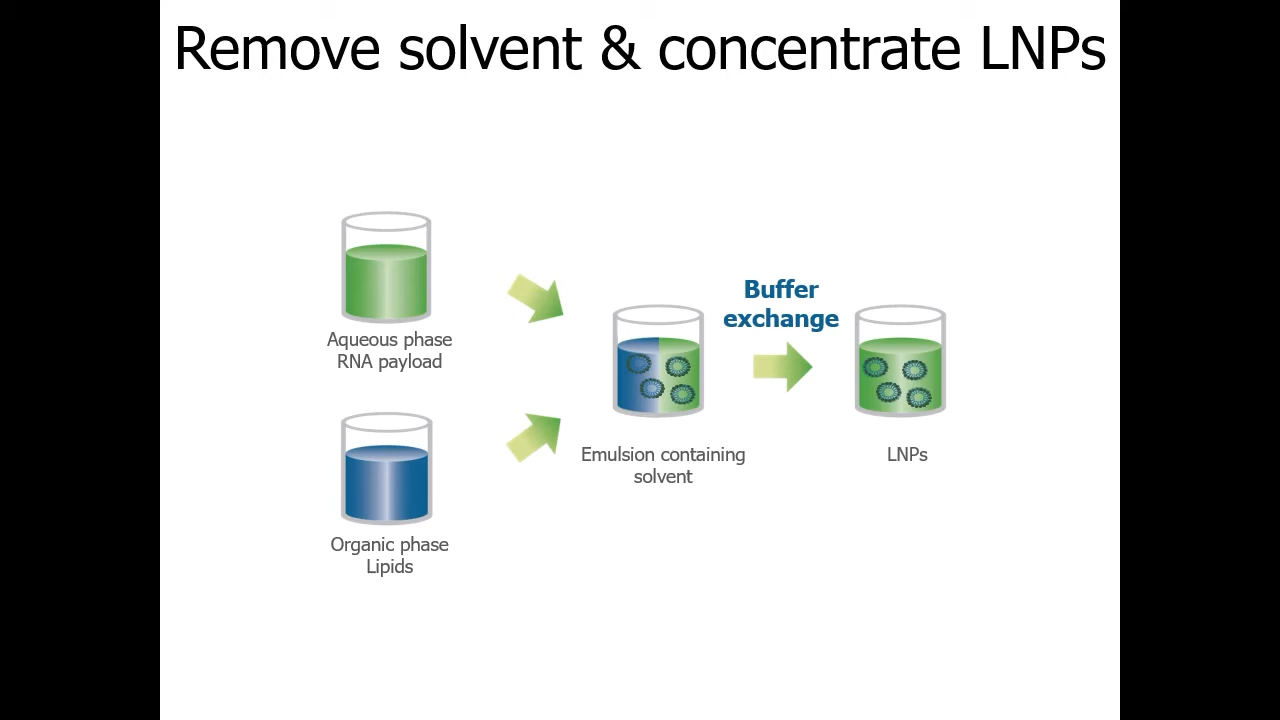 Remove solvent & concentrate LNPs
Aqueous phase
RNA payload
Organic phase
Lipids
Emulsion containing
solvent
Buffer
exchange
LNPs